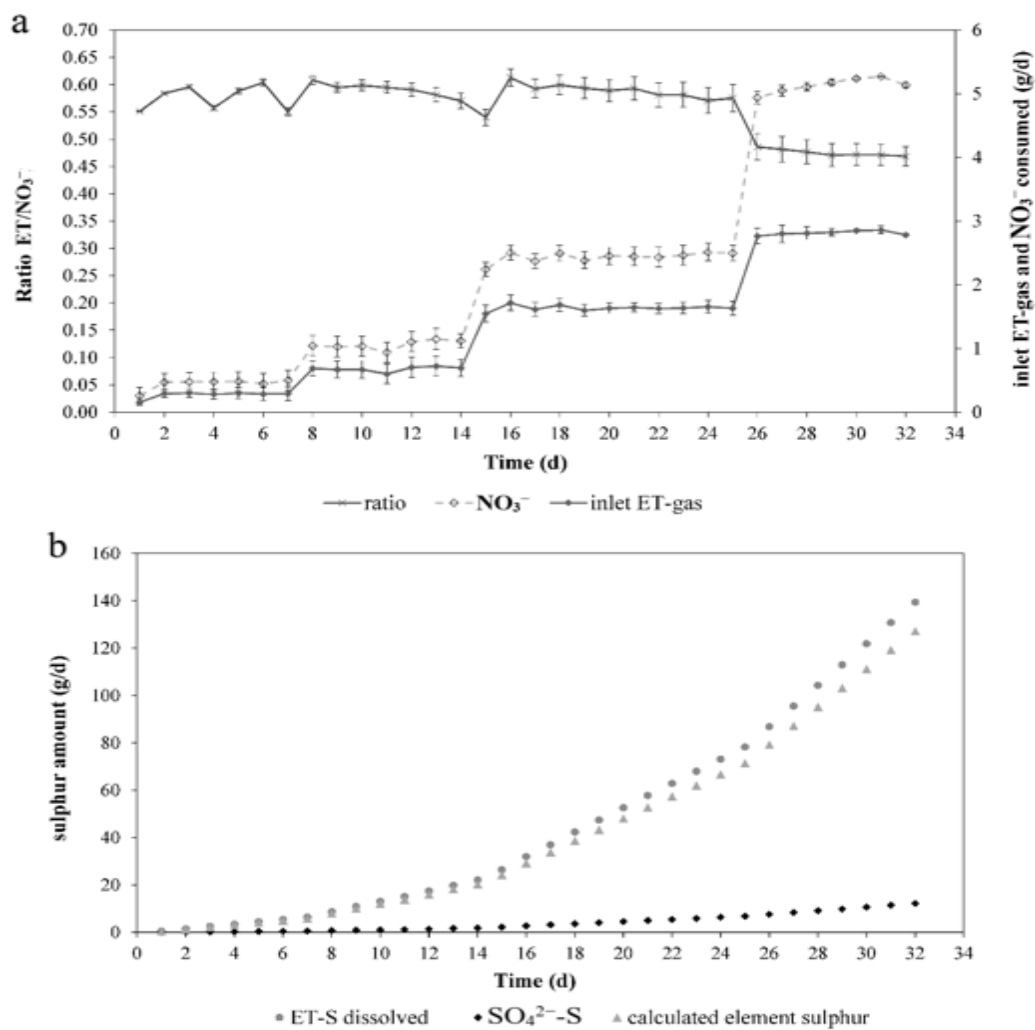 a
0.70
0.65
0.60
0.55
0.50
0.45
0.40
0.35
0.30
0.25
0.20
0.15
0.10
0.05
0.00
Ratio ET/NO₃⁻
6
5
4
3
2
1
0
inlet ET-gas and NO₃⁻ consumed (g/d)
0 2 4 6 8 10 12 14 16 18 20 22 24 26 28 30 32 34
Time (d)
ratio NO₃⁻ inlet ET-gas
b
160
140
120
100
80
60
40
20
0
sulphur amount (g/d)
0 2 4 6 8 10 12 14 16 18 20 22 24 26 28 30 32 34
Time (d)
ET-S dissolved SO₄²⁻-S calculated element sulphur